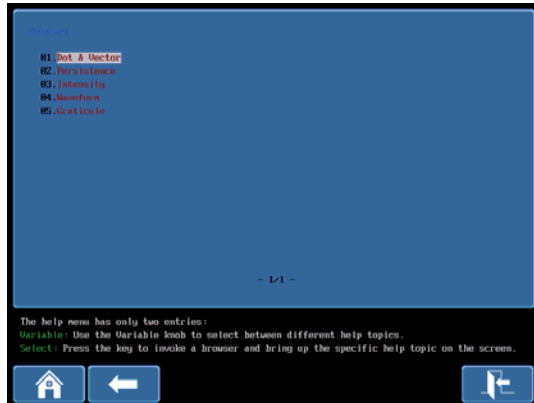 01.Dot & Vector
02.Persistence
03.Intensity
04.Waveform
05.Graticule
- 1/1 -
The help menu has only two entries:
Variable: Use the Variable knob to select between different help topics.
Select: Press the key to invoke a browser and bring up the specific help topic on the screen.